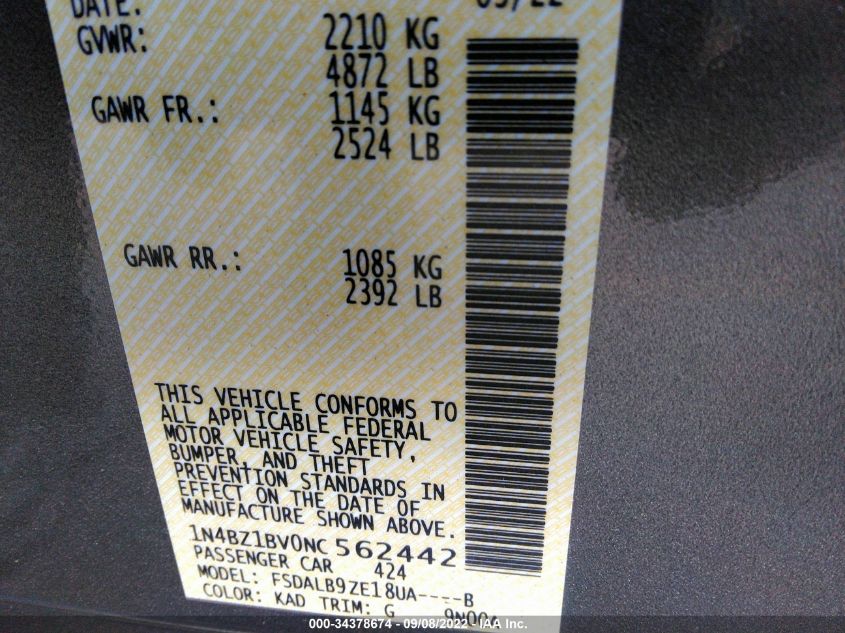 DATE:
GVWR: 2210 KG
4872 LB
GAWR FR.: 1145 KG
2524 LB
GAWR RR.: 1085 KG
2392 LB
THIS VEHICLE CONFORMS TO
ALL APPLICABLE FEDERAL
MOTOR VEHICLE SAFETY,
BUMPER, AND THEFT
PREVENTION STANDARDS IN
EFFECT ON THE DATE OF
MANUFACTURE SHOWN ABOVE.
1N4BZ1BV0NC562442
PASSENGER CAR 424
MODEL: FSDALB9ZE18UA----B
COLOR: KAD TRIM: G
000-34378674 - 09/08/2022 - IAA Inc.